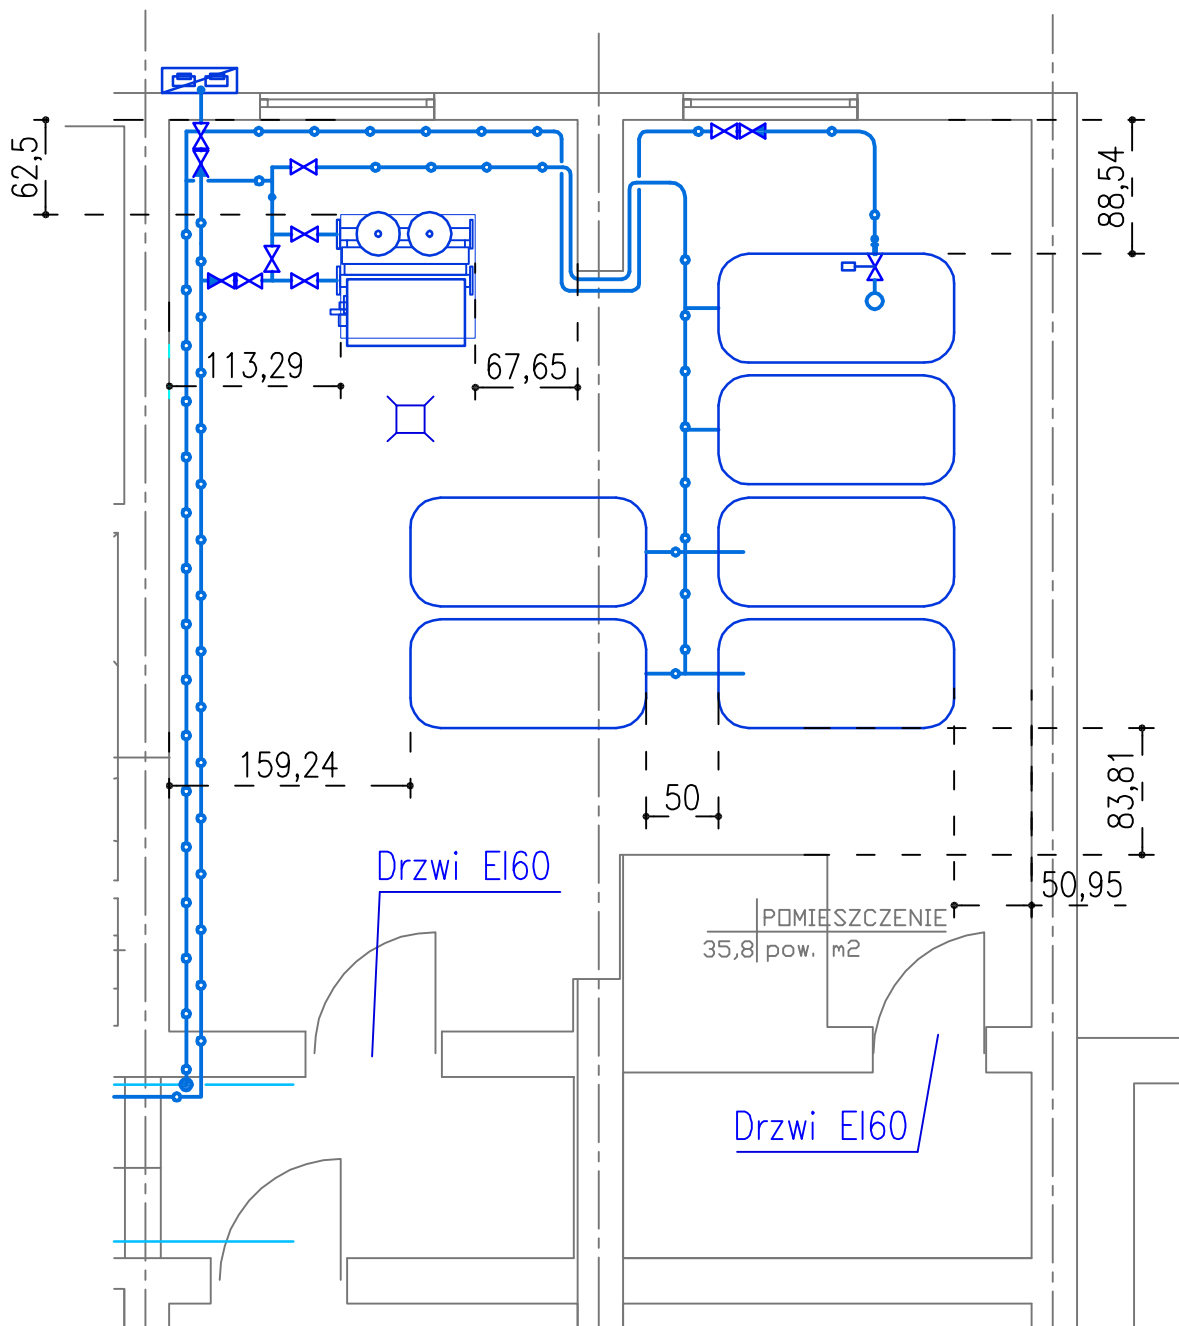 62,5
88,54
113,29
67,65
159,24
50
83,81
Drzwi EI60
50,95
POMIESZCZENIE
35,8 pow. m2
Drzwi EI60